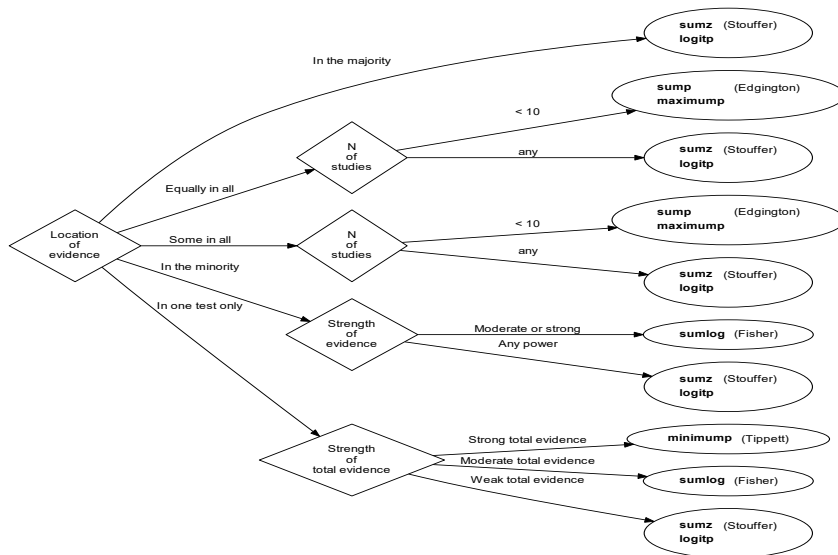 sumz (Stouffer)
logitp
In the majority
sump (Edgington)
maximump
< 10
N
of
studies
any
sumz (Stouffer)
logitp
Equally in all
Location
of
evidence
Some in all
N
of
studies
< 10
sump (Edgington)
maximump
any
sumz (Stouffer)
logitp
In the minority
In one test only
Strength
of
evidence
Moderate or strong
sumlog (Fisher)
Any power
sumz (Stouffer)
logitp
Strength
of
total evidence
Strong total evidence
minimump (Tippett)
Moderate total evidence
sumlog (Fisher)
Weak total evidence
sumz (Stouffer)
logitp